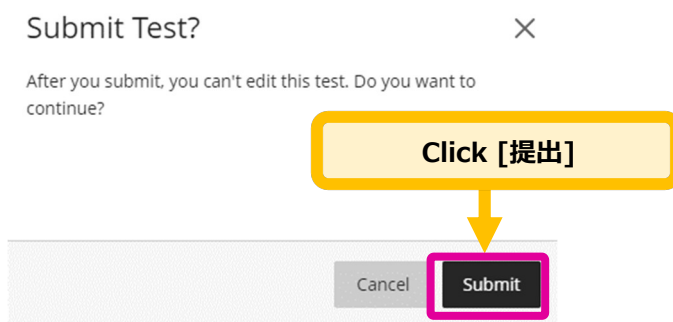 Submit Test?
After you submit, you can't edit this test. Do you want to
continue?
Click [提出]
Cancel
Submit